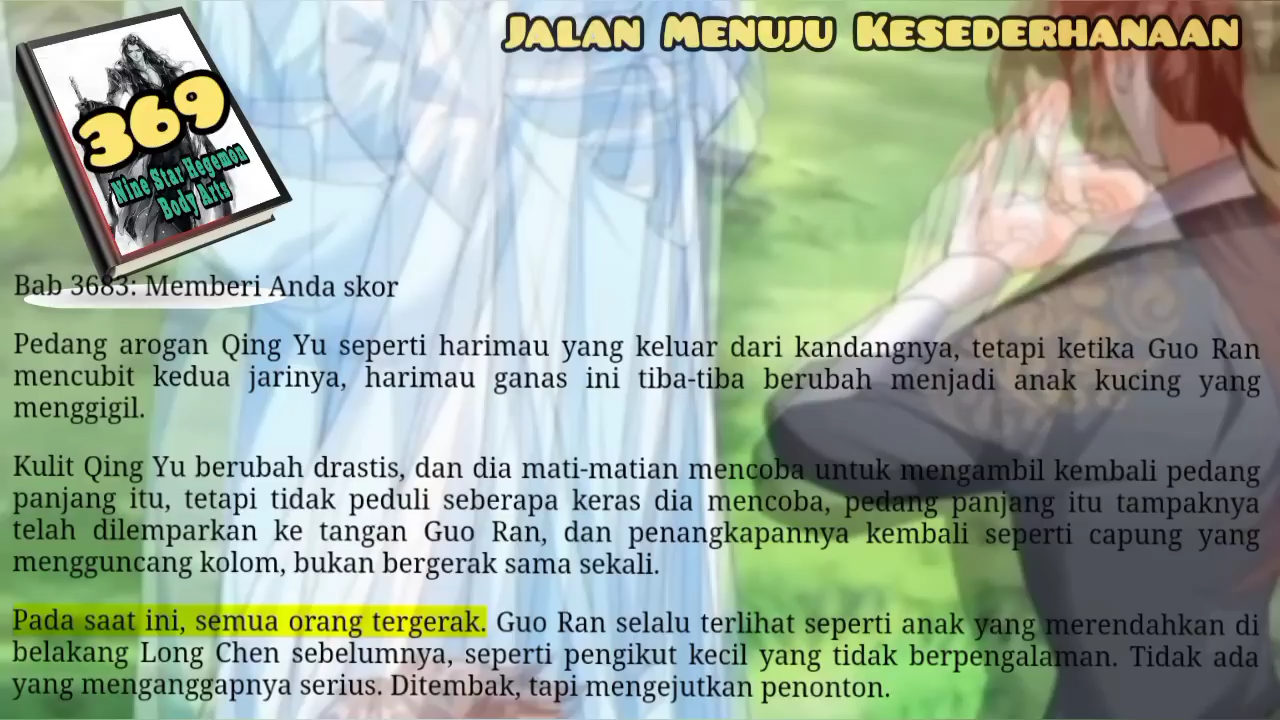 JALAN MENUJU KESEDERHANAAN
369
Nine Star Hegemon
Body Arts
Bab 3683: Memberi Anda skor
Pedang arogan Qing Yu seperti harimau yang keluar dari kandangnya, tetapi ketika Guo Ran
mencubit kedua jarinya, harimau ganas ini tiba-tiba berubah menjadi anak kucing yang
menggigil.
Kulit Qing Yu berubah drastis, dan dia mati-matian mencoba untuk mengambil kembali pedang
panjang itu, tetapi tidak peduli seberapa keras dia mencoba, pedang panjang itu tampaknya
telah dilemparkan ke tangan Guo Ran, dan penangkapannya kembali seperti capung yang
mengguncang kolom, bukan bergerak sama sekali.
Pada saat ini, semua orang tergerak. Guo Ran selalu terlihat seperti anak yang merendahkan di
belakang Long Chen sebelumnya, seperti pengikut kecil yang tidak berpengalaman. Tidak ada
yang menganggapnya serius. Ditembak, tapi mengejutkan penonton.